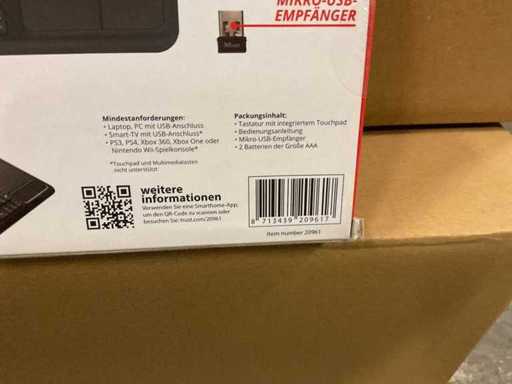 MIKRO-USB-
EMPFÄNGER
Trust
Mindestanforderungen:
• Laptop, PC mit USB-Anschluss
• Smart-TV mit USB-Anschluss*
• PS3, PS4, Xbox 360, Xbox One oder
Nintendo Wii-Spielkonsole*
*Touchpad und Multimediatasten
nicht unterstützt
Packungsinhalt:
• Tastatur mit integriertem Touchpad
• Bedienungsanleitung
• Mikro-USB-Empfänger
• 2 Batterien der Größe AAA
weitere
informationen
Verwenden Sie eine Smartphone-App,
um den QR-Code zu scannen oder
besuchen Sie: trust.com/20961
8 713439 209617
Item number 20961